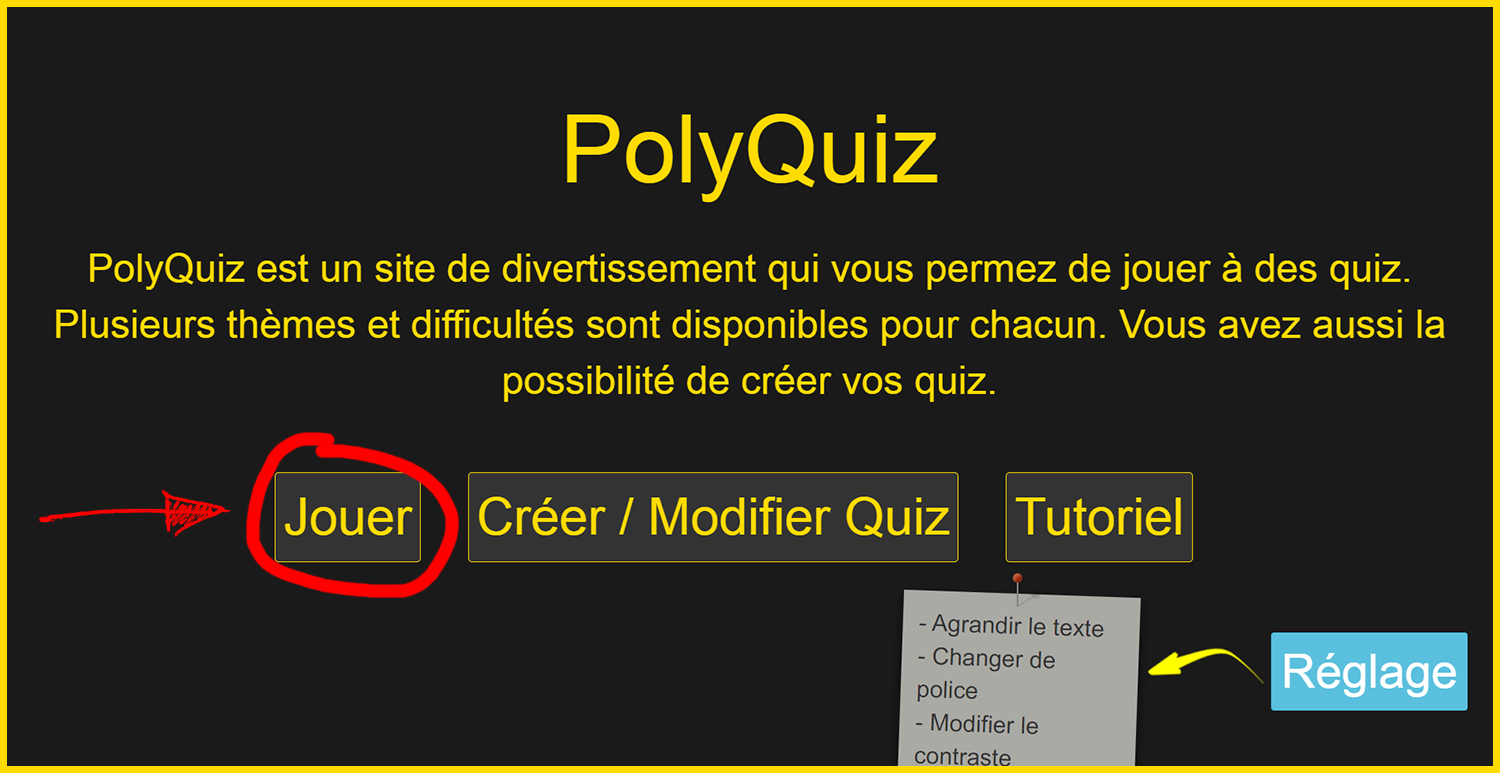 PolyQuiz
PolyQuiz est un site de divertissement qui vous permez de jouer à des quiz.
Plusieurs thèmes et difficultés sont disponibles pour chacun. Vous avez aussi la
possibilité de créer vos quiz.
Jouer
Créer / Modifier Quiz
Tutoriel
- Agrandir le texte
- Changer de
police
- Modifier le
contraste
Réglage